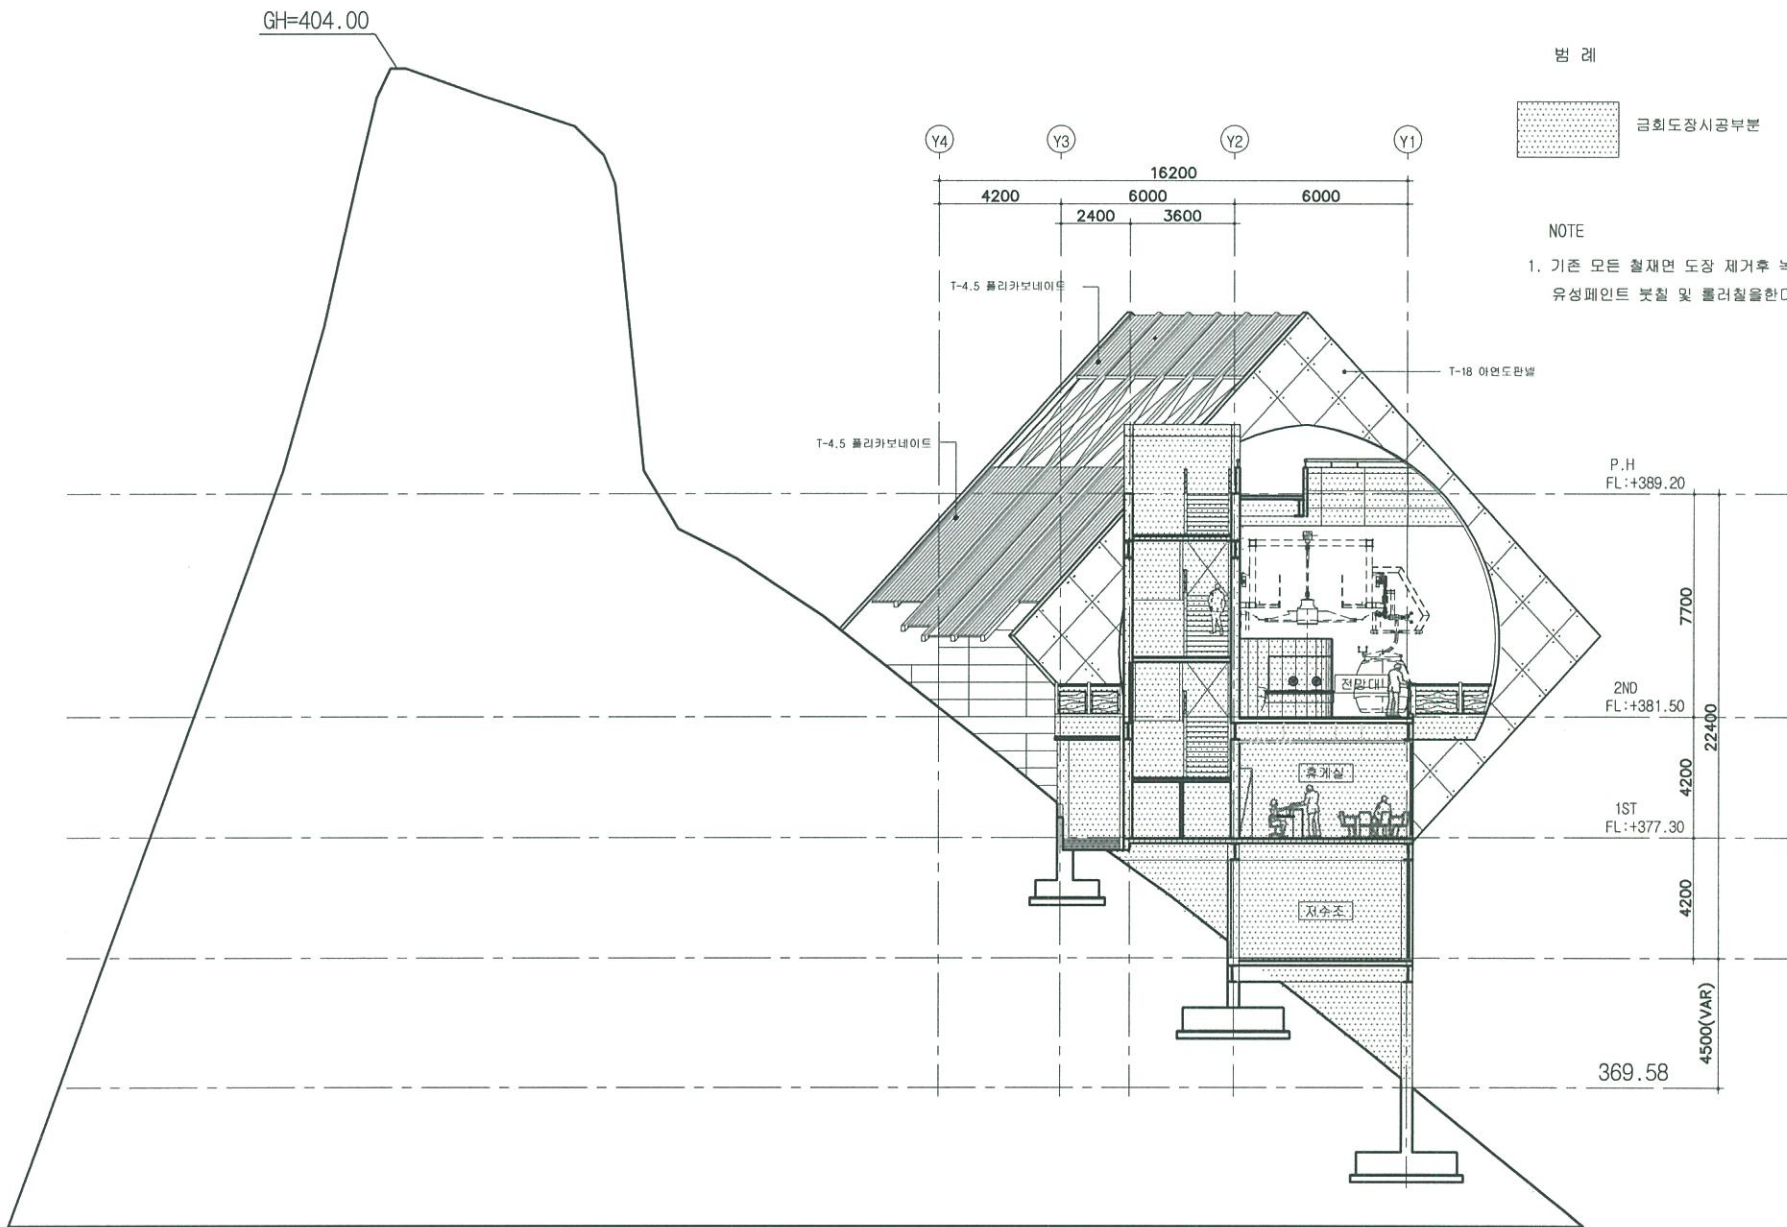 GH=404.00
범 례
금회도장시공부분
Y4 Y3 Y2 Y1
16200
4200 6000 6000
2400 3600
NOTE
1. 기존 모든 철재면 도장 제거후
유성페인트 붓칠 및 롤러칠을한
T-4.5 폴리카보네이트
T-18 아연도판넬
T-4.5 폴리카보네이트
P.H
FL:+389.20
7700
전망대
2ND
FL:+381.50
22400
휴게실
4200
1ST
FL:+377.30
4200
저수조
4500(VAR)
369.58